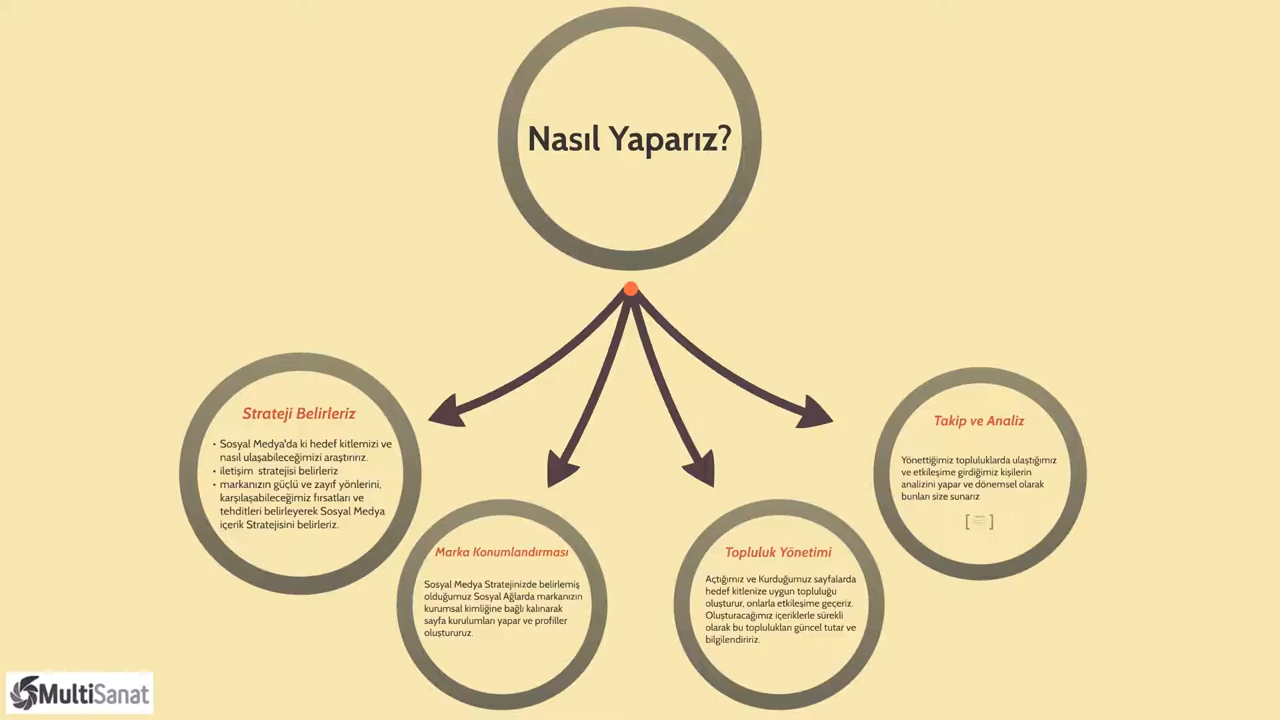 Nasıl Yaparız?
Strateji Belirleriz
• Sosyal Medya'da ki hedef kitlemizi ve
nasıl ulaşabileceğimizi araştırırız.
• iletişim stratejisi belirleriz
• markanızın güçlü ve zayıf yönlerini,
karşılaşabileceğimiz fırsatları ve
tehditleri belirleyerek Sosyal Medya
içerik Stratejisini belirleriz.
Marka Konumlandırması
Sosyal Medya Stratejinizde belirlemiş
olduğumuz Sosyal Ağlarda markanızın
kurumsal kimliğine bağlı kalınarak
sayfa kurulumları yapar ve profiller
oluştururuz.
Topluluk Yönetimi
Açtığımız ve Kurduğumuz sayfalarda
hedef kitlenize uygun topluluğu
oluşturur, onlarla etkileşime geçeriz.
Oluşturacağımız içeriklerle sürekli
olarak bu toplulukları güncel tutar ve
bilgilendiririz.
Takip ve Analiz
Yönettiğimiz topluluklarda ulaştığımız
ve etkileşime girdiğimiz kişilerin
analizini yapar ve dönemsel olarak
bunları size sunarız
MultiSanat